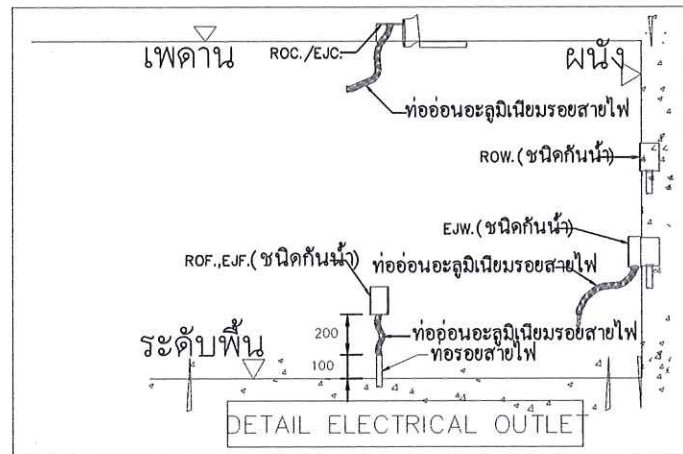 เพดาน
ROC./EJC.
ผนัง
ท่ออ่อนอะลูมิเนียมรอยสายไฟ
ROW.(ชนิดกันน้ำ)
EJW.(ชนิดกันน้ำ)
ROF.,EJF.(ชนิดกันน้ำ)
ท่ออ่อนอะลูมิเนียมรอยสายไฟ
200
ท่ออ่อนอะลูมิเนียมรอยสายไฟ
ระดับพื้น
ท่อรอยสายไฟ
100
DETAIL ELECTRICAL OUTLET